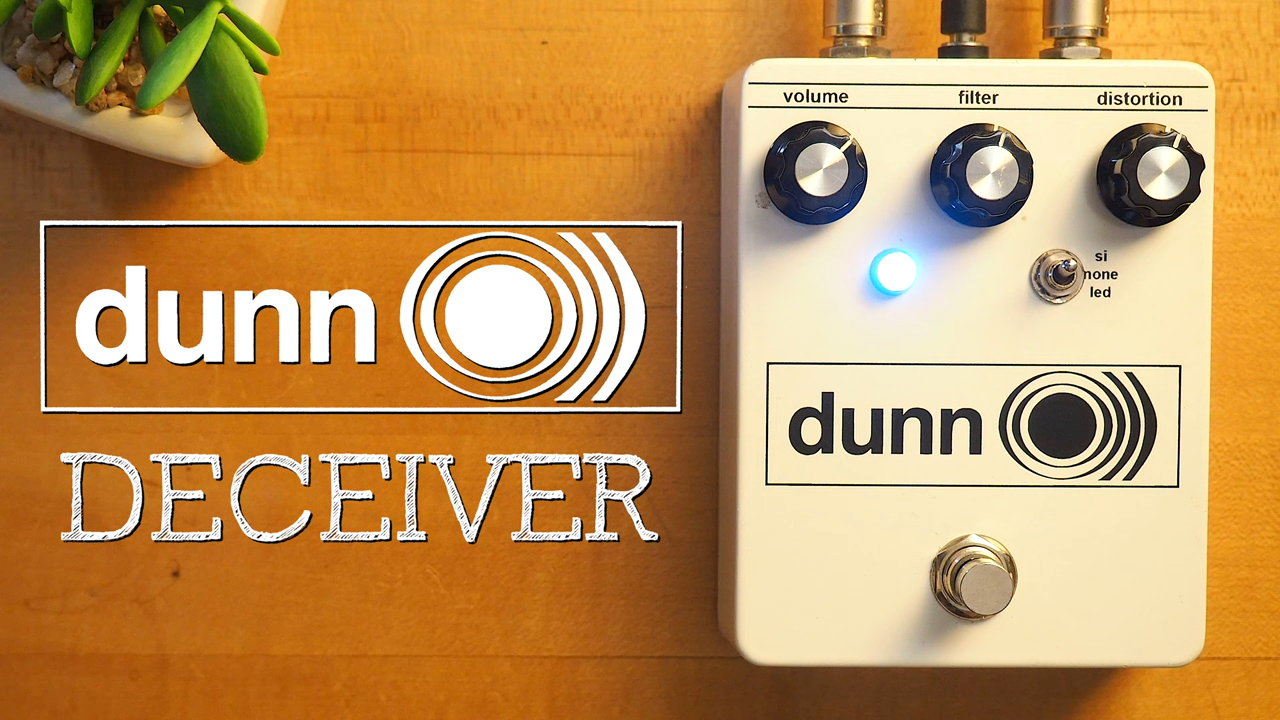 dunn
DECEIVER
volume filter distortion
si
none
led
dunn